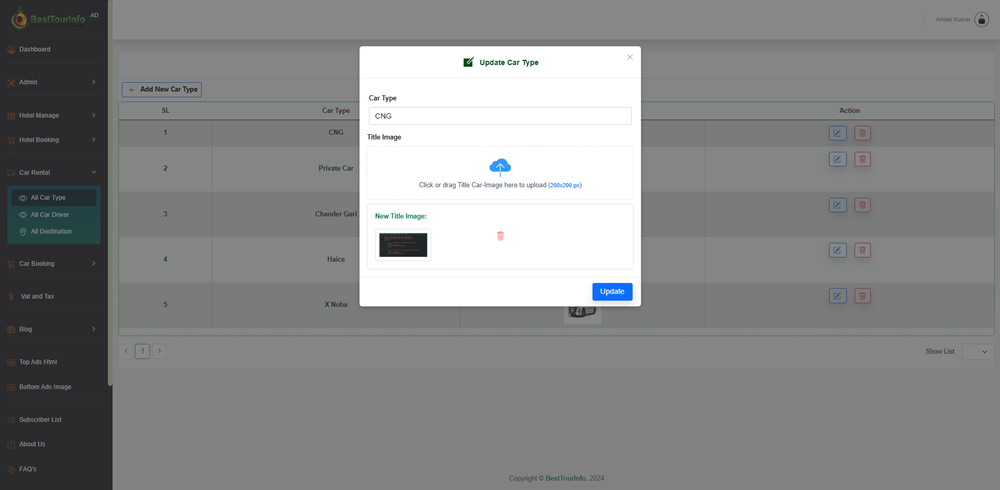 BestTourInfo AD
Amlan Kumar
Dashboard
Admin
Hotel Manage
Hotel Booking
Car Rental
All Car Type
All Car Driver
All Destination
Car Booking
Vat and Tax
Blog
Top Ads Html
Bottom Ads Image
Subscriber List
About Us
FAQ's
+ Add New Car Type
SL Car Type Action
1 CNG
2 Private Car
3 Chander Gari
4 Haice
5 X Noha
1
Show List
Update Car Type
Car Type
CNG
Title Image
Click or drag Title Car-Image here to upload (200x200 px)
New Title Image:
Update
Copyright © BestTourInfo. 2024